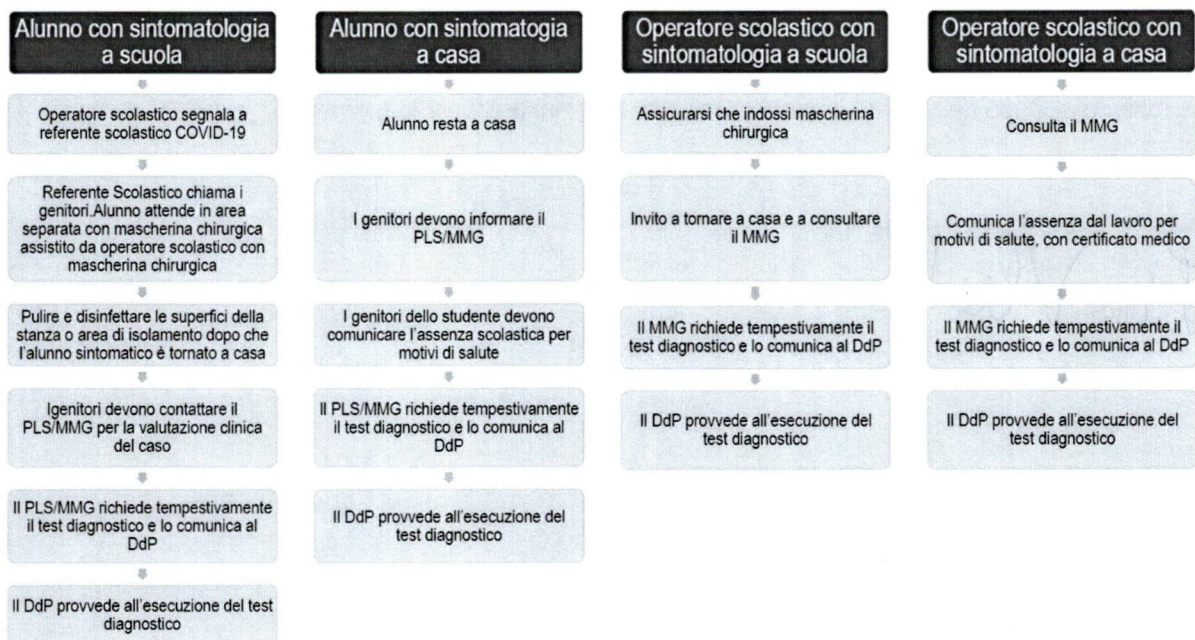 Alunno con sintomatologia
a scuola
Operatore scolastico segnala a
referente scolastico COVID-19
Referente Scolastico chiama i
genitori.Alunno attende in area
separata con mascherina chirurgica
assistito da operatore scolastico con
mascherina chirurgica
Pulire e disinfettare le superfici della
stanza o area di isolamento dopo che
l'alunno sintomatico è tornato a casa
Igenitori devono contattare il
PLS/MMG per la valutazione clinica
del caso
Il PLS/MMG richiede tempestivamente
il test diagnostico e lo comunica al
DdP
Il DdP provvede all'esecuzione del test
diagnostico
Alunno con sintomatogia
a casa
Alunno resta a casa
I genitori devono informare il
PLS/MMG
I genitori dello studente devono
comunicare l'assenza scolastica per
motivi di salute
Il PLS/MMG richiede tempestivamente
il test diagnostico e lo comunica al
DdP
Il DdP provvede all'esecuzione del
test diagnostico
Operatore scolastico con
sintomatologia a scuola
Assicurarsi che indossi mascherina
chirurgica
Invito a tornare a casa e a consultare
il MMG
Il MMG richiede tempestivamente il
test diagnostico e lo comunica al DdP
Il DdP provvede all'esecuzione del
test diagnostico
Operatore scolastico con
sintomatologia a casa
Consulta il MMG
Comunica l'assenza dal lavoro per
motivi di salute, con certificato medico
Il MMG richiede tempestivamente il
test diagnostico e lo comunica al DdP
Il DdP provvede all'esecuzione del
test diagnostico